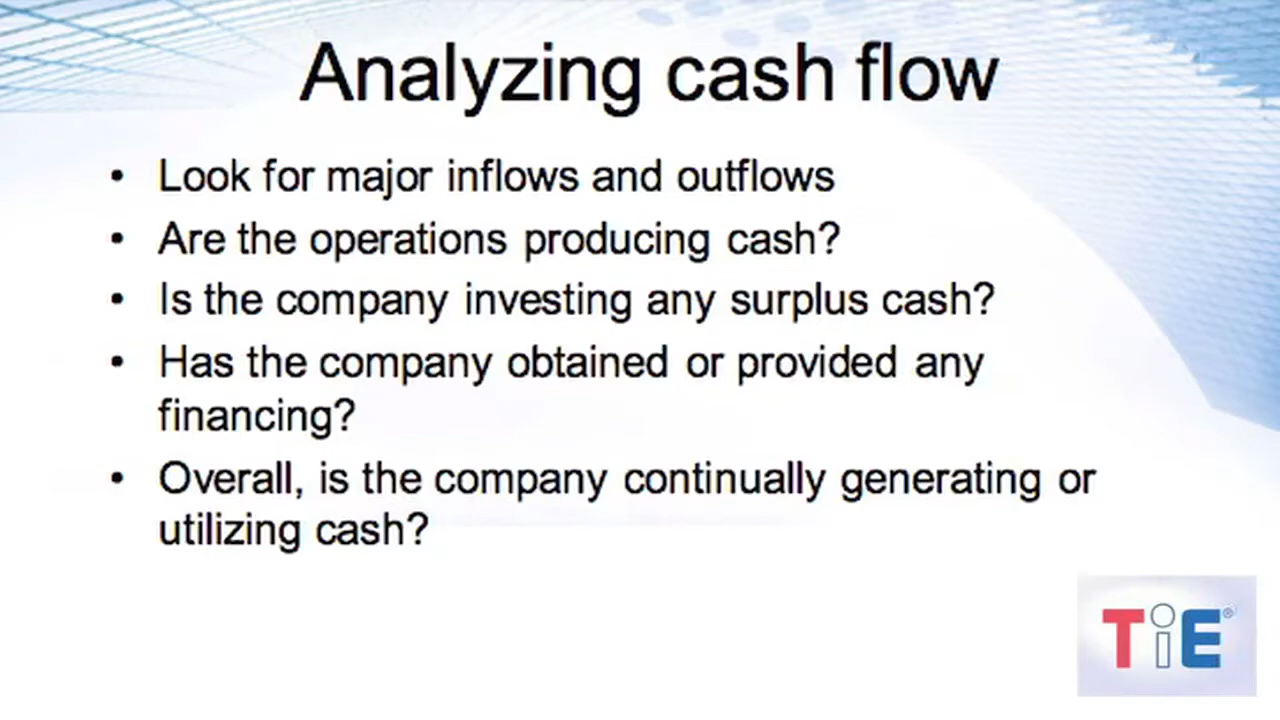 Analyzing cash flow
• Look for major inflows and outflows
• Are the operations producing cash?
• Is the company investing any surplus cash?
• Has the company obtained or provided any
financing?
• Overall, is the company continually generating or
utilizing cash?
TiE®